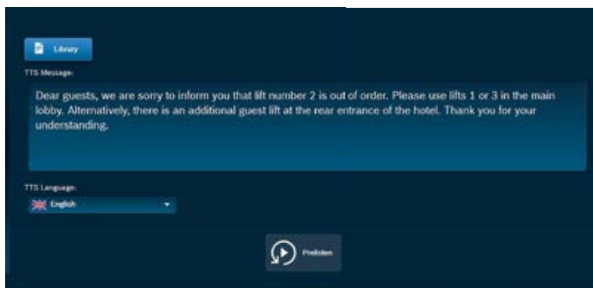 Library
TTS Message:
Dear guests, we are sorry to inform you that lift number 2 is out of order. Please use lifts 1 or 3 in the main
lobby. Alternatively, there is an additional guest lift at the rear entrance of the hotel. Thank you for your
understanding.
TTS Language:
English
Prelisten